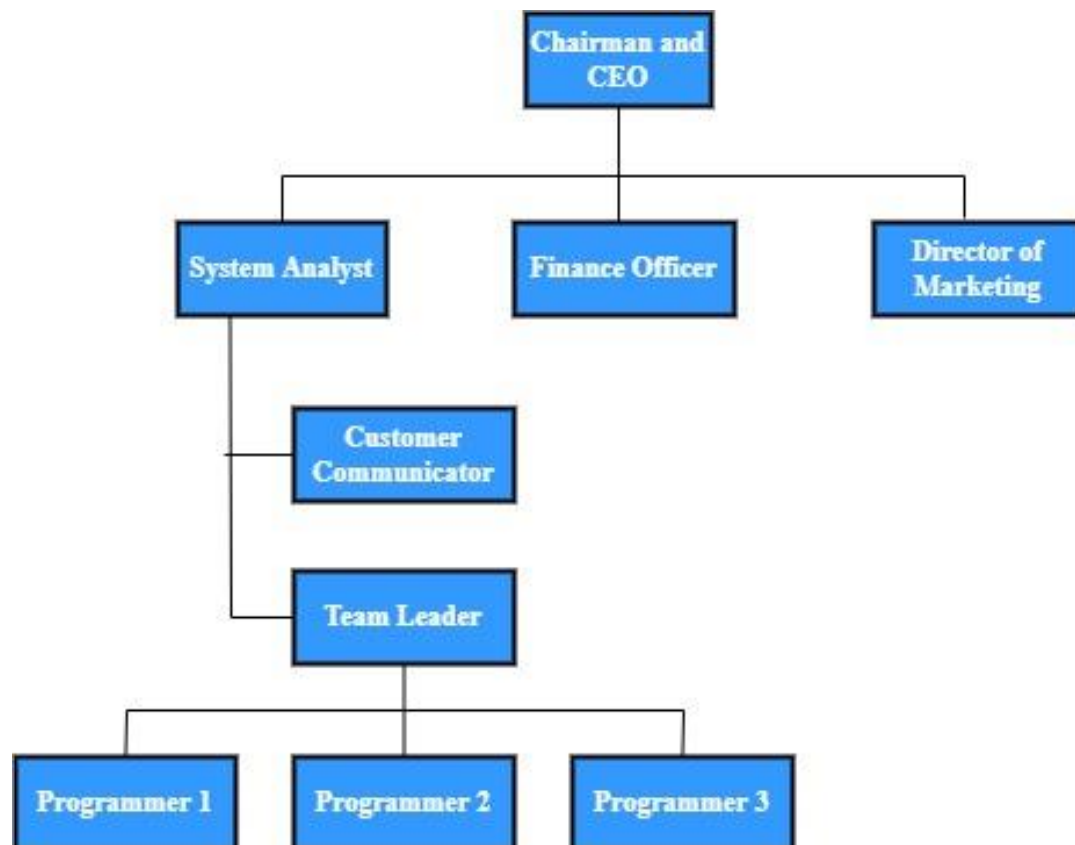 Chairman and
CEO
System Analyst
Finance Officer
Director of
Marketing
Customer
Communicator
Team Leader
Programmer 1
Programmer 2
Programmer 3